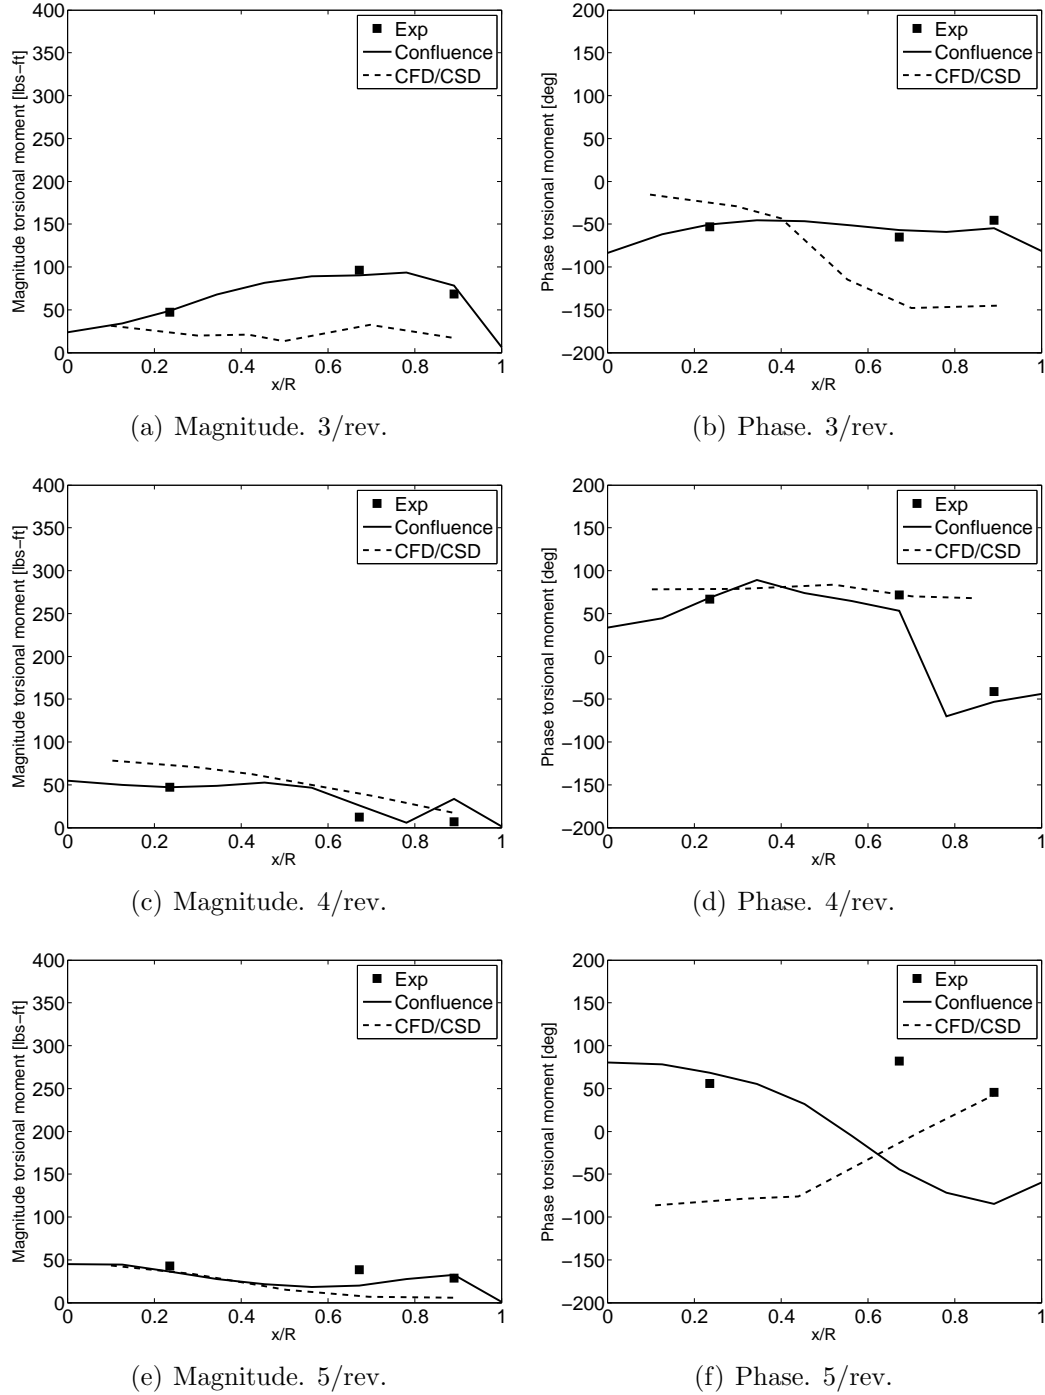 400
350
300
250
200
150
100
50
0
Magnitude torsional moment [lbs−ft]
0 0.2 0.4 0.6 0.8 1
x/R
Exp
Confluence
CFD/CSD
(a) Magnitude. 3/rev.
200
150
100
50
0
−50
−100
−150
−200
Phase torsional moment [deg]
0 0.2 0.4 0.6 0.8 1
x/R
Exp
Confluence
CFD/CSD
(b) Phase. 3/rev.
400
350
300
250
200
150
100
50
0
Magnitude torsional moment [lbs−ft]
0 0.2 0.4 0.6 0.8 1
x/R
Exp
Confluence
CFD/CSD
(c) Magnitude. 4/rev.
200
150
100
50
0
−50
−100
−150
−200
Phase torsional moment [deg]
0 0.2 0.4 0.6 0.8 1
x/R
Exp
Confluence
CFD/CSD
(d) Phase. 4/rev.
400
350
300
250
200
150
100
50
0
Magnitude torsional moment [lbs−ft]
0 0.2 0.4 0.6 0.8 1
x/R
Exp
Confluence
CFD/CSD
(e) Magnitude. 5/rev.
200
150
100
50
0
−50
−100
−150
−200
Phase torsional moment [deg]
0 0.2 0.4 0.6 0.8 1
x/R
Exp
Confluence
CFD/CSD
(f) Phase. 5/rev.